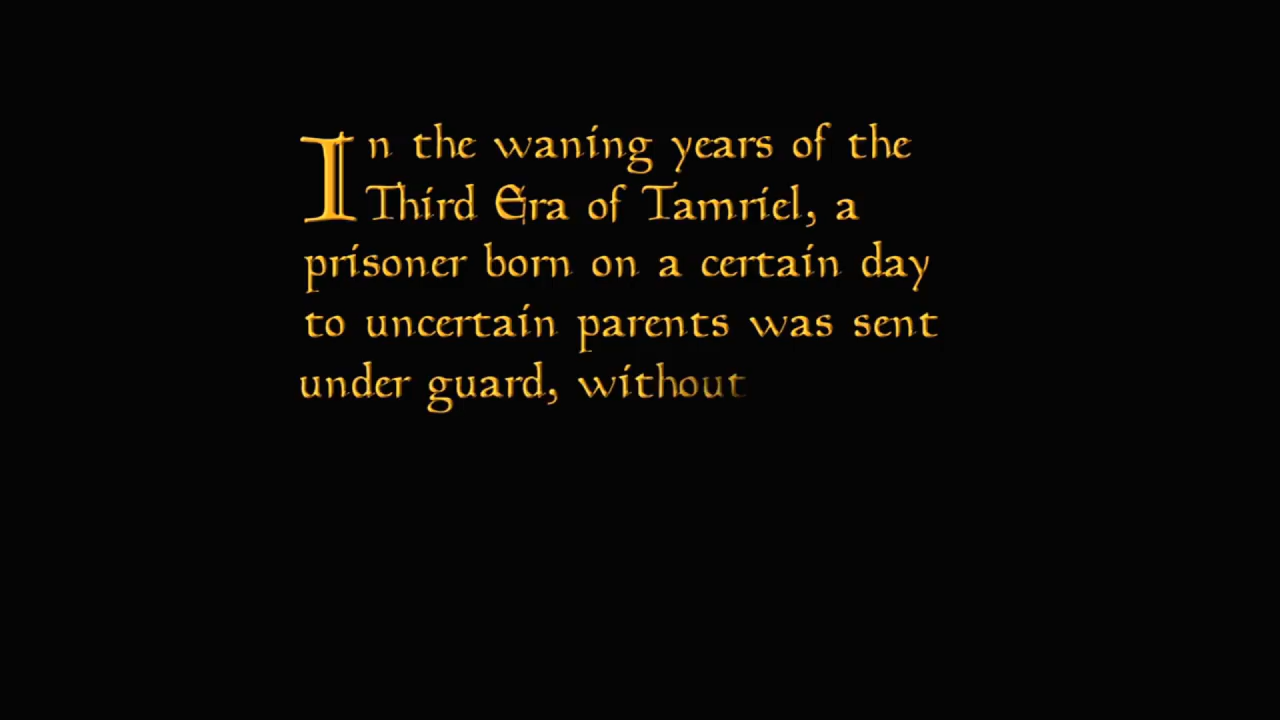 In the waning years of the
Third Era of Tamriel, a
prisoner born on a certain day
to uncertain parents was sent
under guard, without